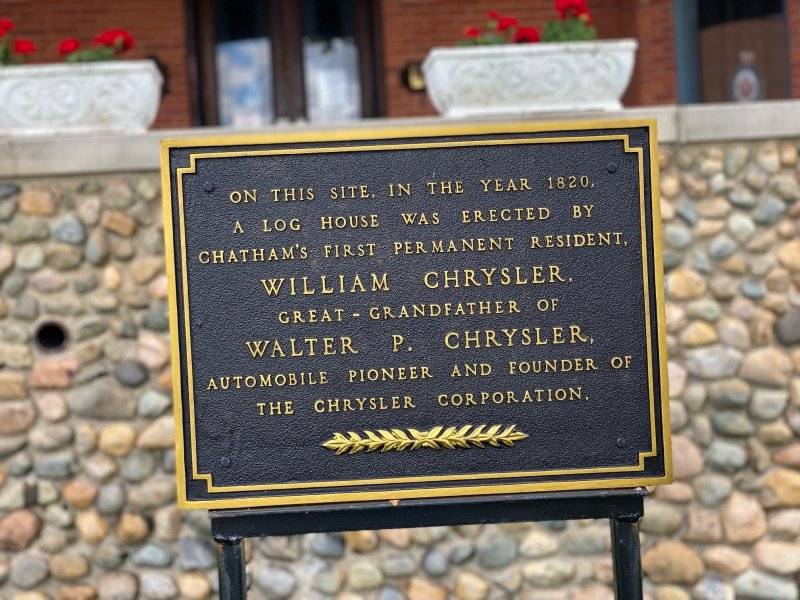 ON THIS SITE, IN THE YEAR 1820,
A LOG HOUSE WAS ERECTED BY
CHATHAM'S FIRST PERMANENT RESIDENT,
WILLIAM CHRYSLER,
GREAT-GRANDFATHER OF
WALTER P. CHRYSLER,
AUTOMOBILE PIONEER AND FOUNDER OF
THE CHRYSLER CORPORATION.